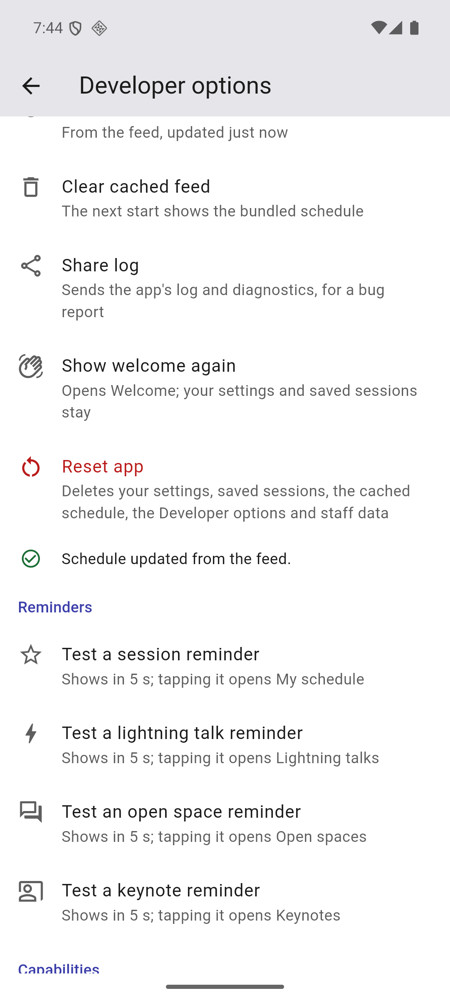 7:44
Developer options
From the feed, updated just now
Clear cached feed
The next start shows the bundled schedule
Share log
Sends the app's log and diagnostics, for a bug
report
Show welcome again
Opens Welcome; your settings and saved sessions
stay
Reset app
Deletes your settings, saved sessions, the cached
schedule, the Developer options and staff data
Schedule updated from the feed.
Reminders
Test a session reminder
Shows in 5 s; tapping it opens My schedule
Test a lightning talk reminder
Shows in 5 s; tapping it opens Lightning talks
Test an open space reminder
Shows in 5 s; tapping it opens Open spaces
Test a keynote reminder
Shows in 5 s; tapping it opens Keynotes
Capabilities